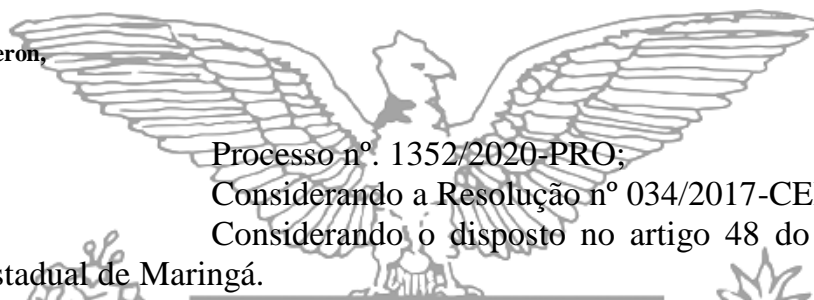 eron,
Processo nº. 1352/2020-PRO;
Considerando a Resolução nº 034/2017-CE
Considerando o disposto no artigo 48 do
stadual de Maringá.